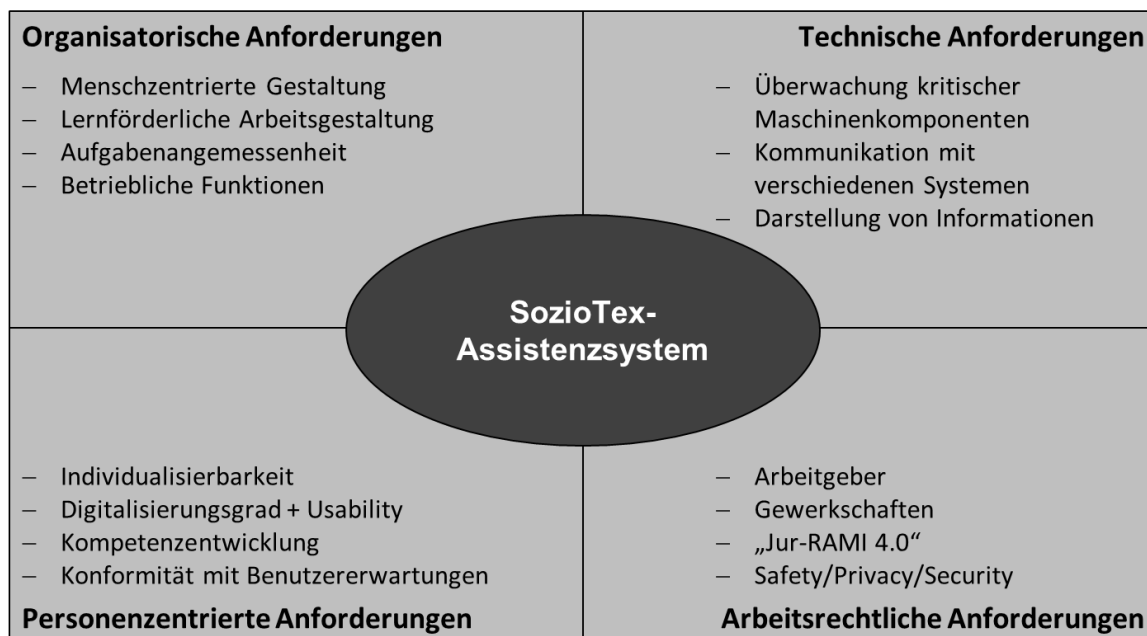 Organisatorische Anforderungen
– Menschzentrierte Gestaltung
– Lernförderliche Arbeitsgestaltung
– Aufgabenangemessenheit
– Betriebliche Funktionen
Technische Anforderungen
– Überwachung kritischer
Maschinenkomponenten
– Kommunikation mit
verschiedenen Systemen
– Darstellung von Informationen
SozioTex-
Assistenzsystem
– Individualisierbarkeit
– Digitalisierungsgrad + Usability
– Kompetenzentwicklung
– Konformität mit Benutzererwartungen
Personenzentrierte Anforderungen
– Arbeitgeber
– Gewerkschaften
– „Jur-RAMI 4.0“
– Safety/Privacy/Security
Arbeitsrechtliche Anforderungen